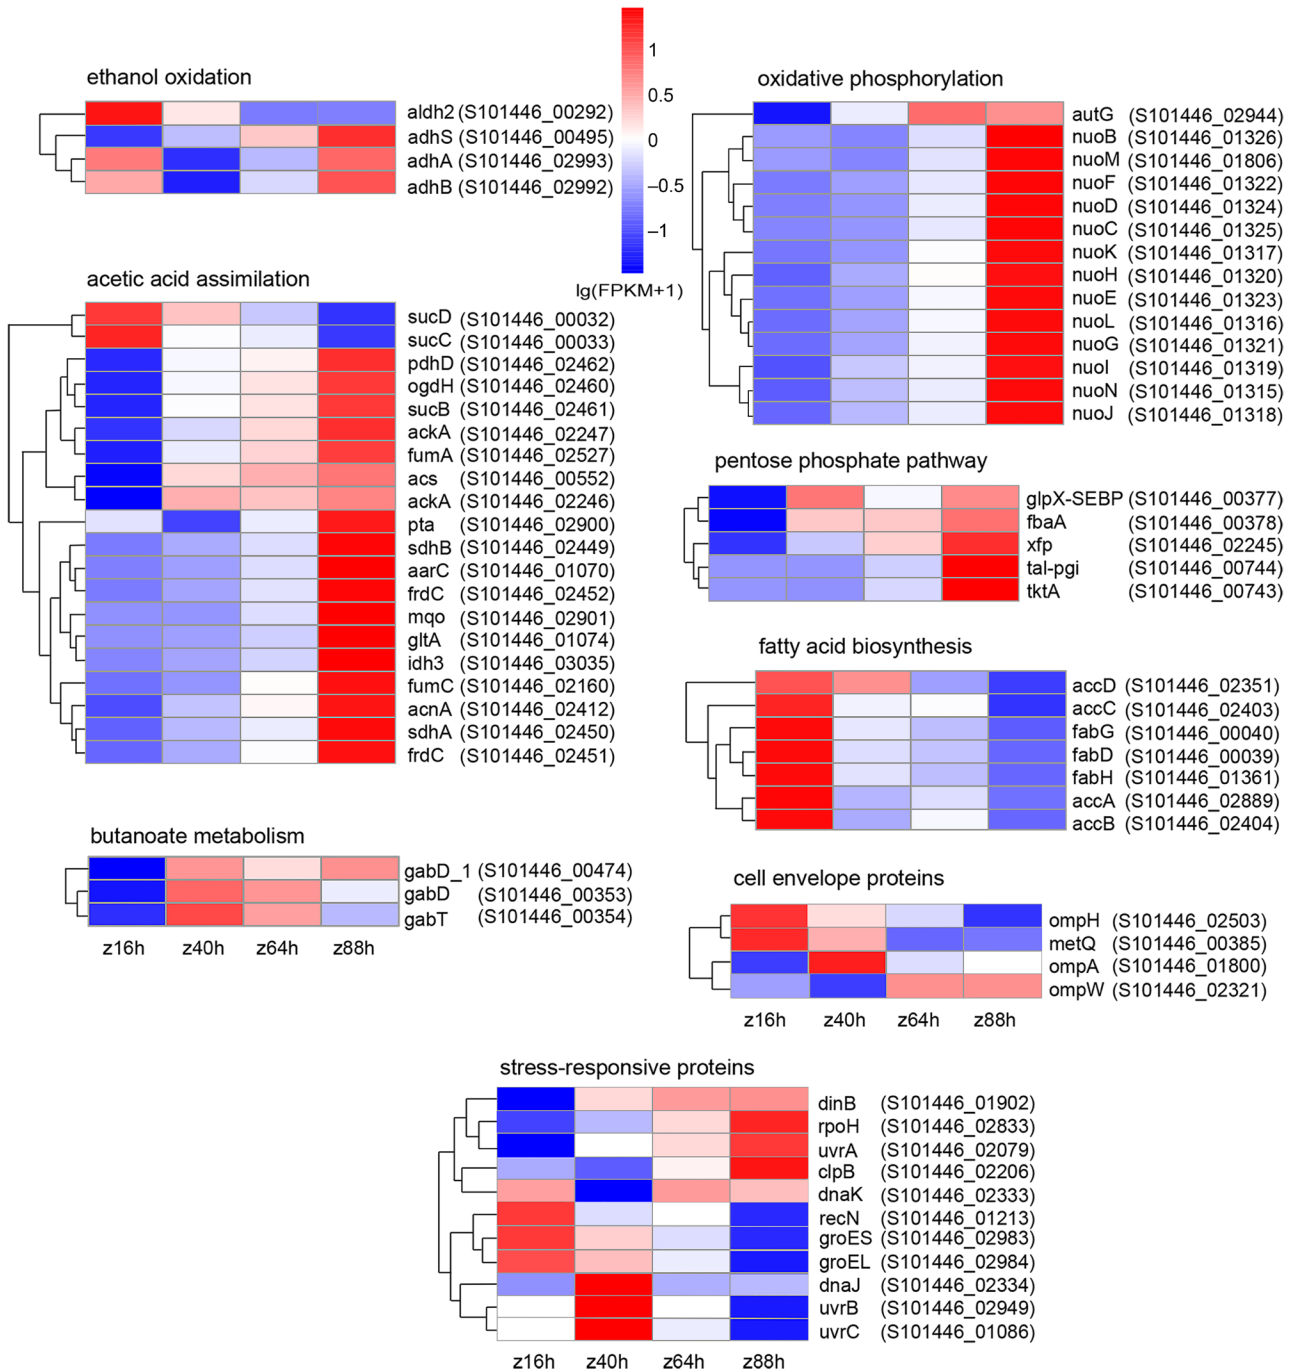 ethanol oxidation
aldh2 (S101446_00292)
adhS (S101446_00495)
adhA (S101446_02993)
adhB (S101446_02992)
1
0.5
0
−0.5
−1
lg(FPKM+1)
oxidative phosphorylation
autG (S101446_02944)
nuoB (S101446_01326)
nuoM (S101446_01806)
nuoF (S101446_01322)
nuoD (S101446_01324)
nuoC (S101446_01325)
nuoK (S101446_01317)
nuoH (S101446_01320)
nuoE (S101446_01323)
nuoL (S101446_01316)
nuoG (S101446_01321)
nuoI (S101446_01319)
nuoN (S101446_01315)
nuoJ (S101446_01318)
acetic acid assimilation
sucD (S101446_00032)
sucC (S101446_00033)
pdhD (S101446_02462)
ogdH (S101446_02460)
sucB (S101446_02461)
ackA (S101446_02247)
fumA (S101446_02527)
acs (S101446_00552)
ackA (S101446_02246)
pta (S101446_02900)
sdhB (S101446_02449)
aarC (S101446_01070)
frdC (S101446_02452)
mqo (S101446_02901)
gltA (S101446_01074)
idh3 (S101446_03035)
fumC (S101446_02160)
acnA (S101446_02412)
sdhA (S101446_02450)
frdC (S101446_02451)
pentose phosphate pathway
glpX-SEBP (S101446_00377)
fbaA (S101446_00378)
xfp (S101446_02245)
tal-pgi (S101446_00744)
tktA (S101446_00743)
fatty acid biosynthesis
accD (S101446_02351)
accC (S101446_02403)
fabG (S101446_00040)
fabD (S101446_00039)
fabH (S101446_01361)
accA (S101446_02889)
accB (S101446_02404)
butanoate metabolism
gabD_1 (S101446_00474)
gabD (S101446_00353)
gabT (S101446_00354)
z16h z40h z64h z88h
cell envelope proteins
ompH (S101446_02503)
metQ (S101446_00385)
ompA (S101446_01800)
ompW (S101446_02321)
z16h z40h z64h z88h
stress-responsive proteins
dinB (S101446_01902)
rpoH (S101446_02833)
uvrA (S101446_02079)
clpB (S101446_02206)
dnaK (S101446_02333)
recN (S101446_01213)
groES (S101446_02983)
groEL (S101446_02984)
dnaJ (S101446_02334)
uvrB (S101446_02949)
uvrC (S101446_01086)
z16h z40h z64h z88h